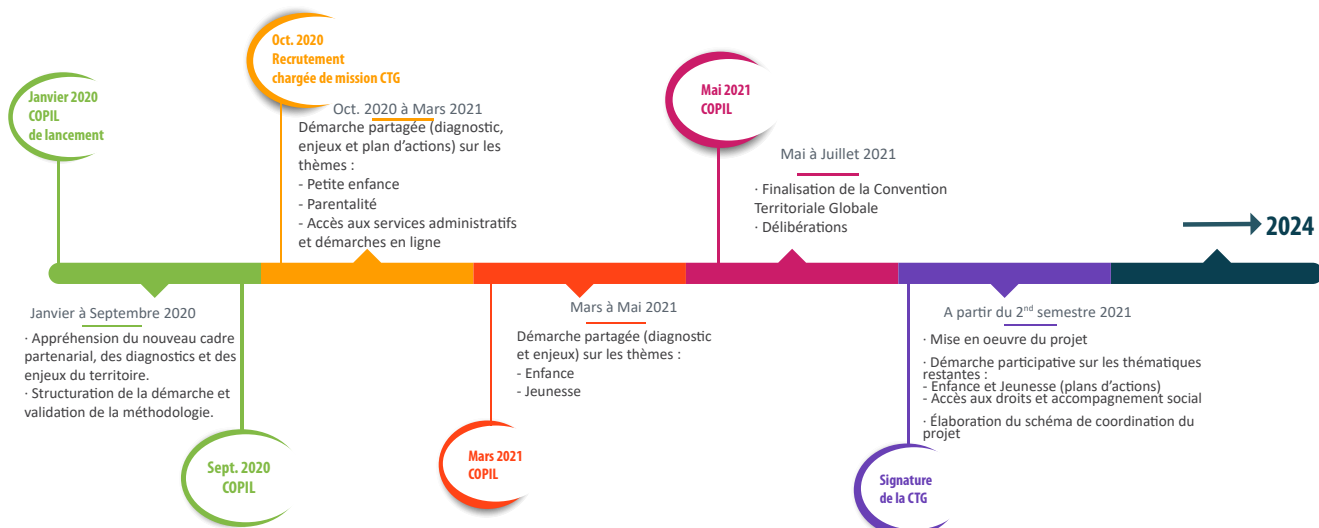 Janvier 2020
COPIL
de lancement
Janvier à Septembre 2020
· Appréhension du nouveau cadre
partenarial, des diagnostics et des
enjeux du territoire.
· Structuration de la démarche et
validation de la méthodologie.
Sept. 2020
COPIL
Oct. 2020
Recrutement
chargée de mission CTG
Oct. 2020 à Mars 2021
Démarche partagée (diagnostic,
enjeux et plan d’actions) sur les
thèmes :
- Petite enfance
- Parentalité
- Accès aux services administratifs
et démarches en ligne
Mars à Mai 2021
Démarche partagée (diagnostic
et enjeux) sur les thèmes :
- Enfance
- Jeunesse
Mars 2021
COPIL
Mai 2021
COPIL
Mai à Juillet 2021
· Finalisation de la Convention
Territoriale Globale
· Délibérations
A partir du 2nd semestre 2021
· Mise en oeuvre du projet
· Démarche participative sur les thématiques
restantes :
- Enfance et Jeunesse (plans d’actions)
- Accès aux droits et accompagnement social
· Élaboration du schéma de coordination du
projet
Signature
de la CTG
2024